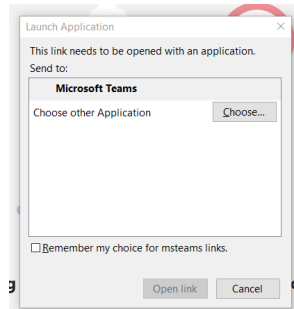 Launch Application
This link needs to be opened with an application.
Send to:
Microsoft Teams
Choose other Application
Choose...
Remember my choice for msteams links.
Open link
Cancel